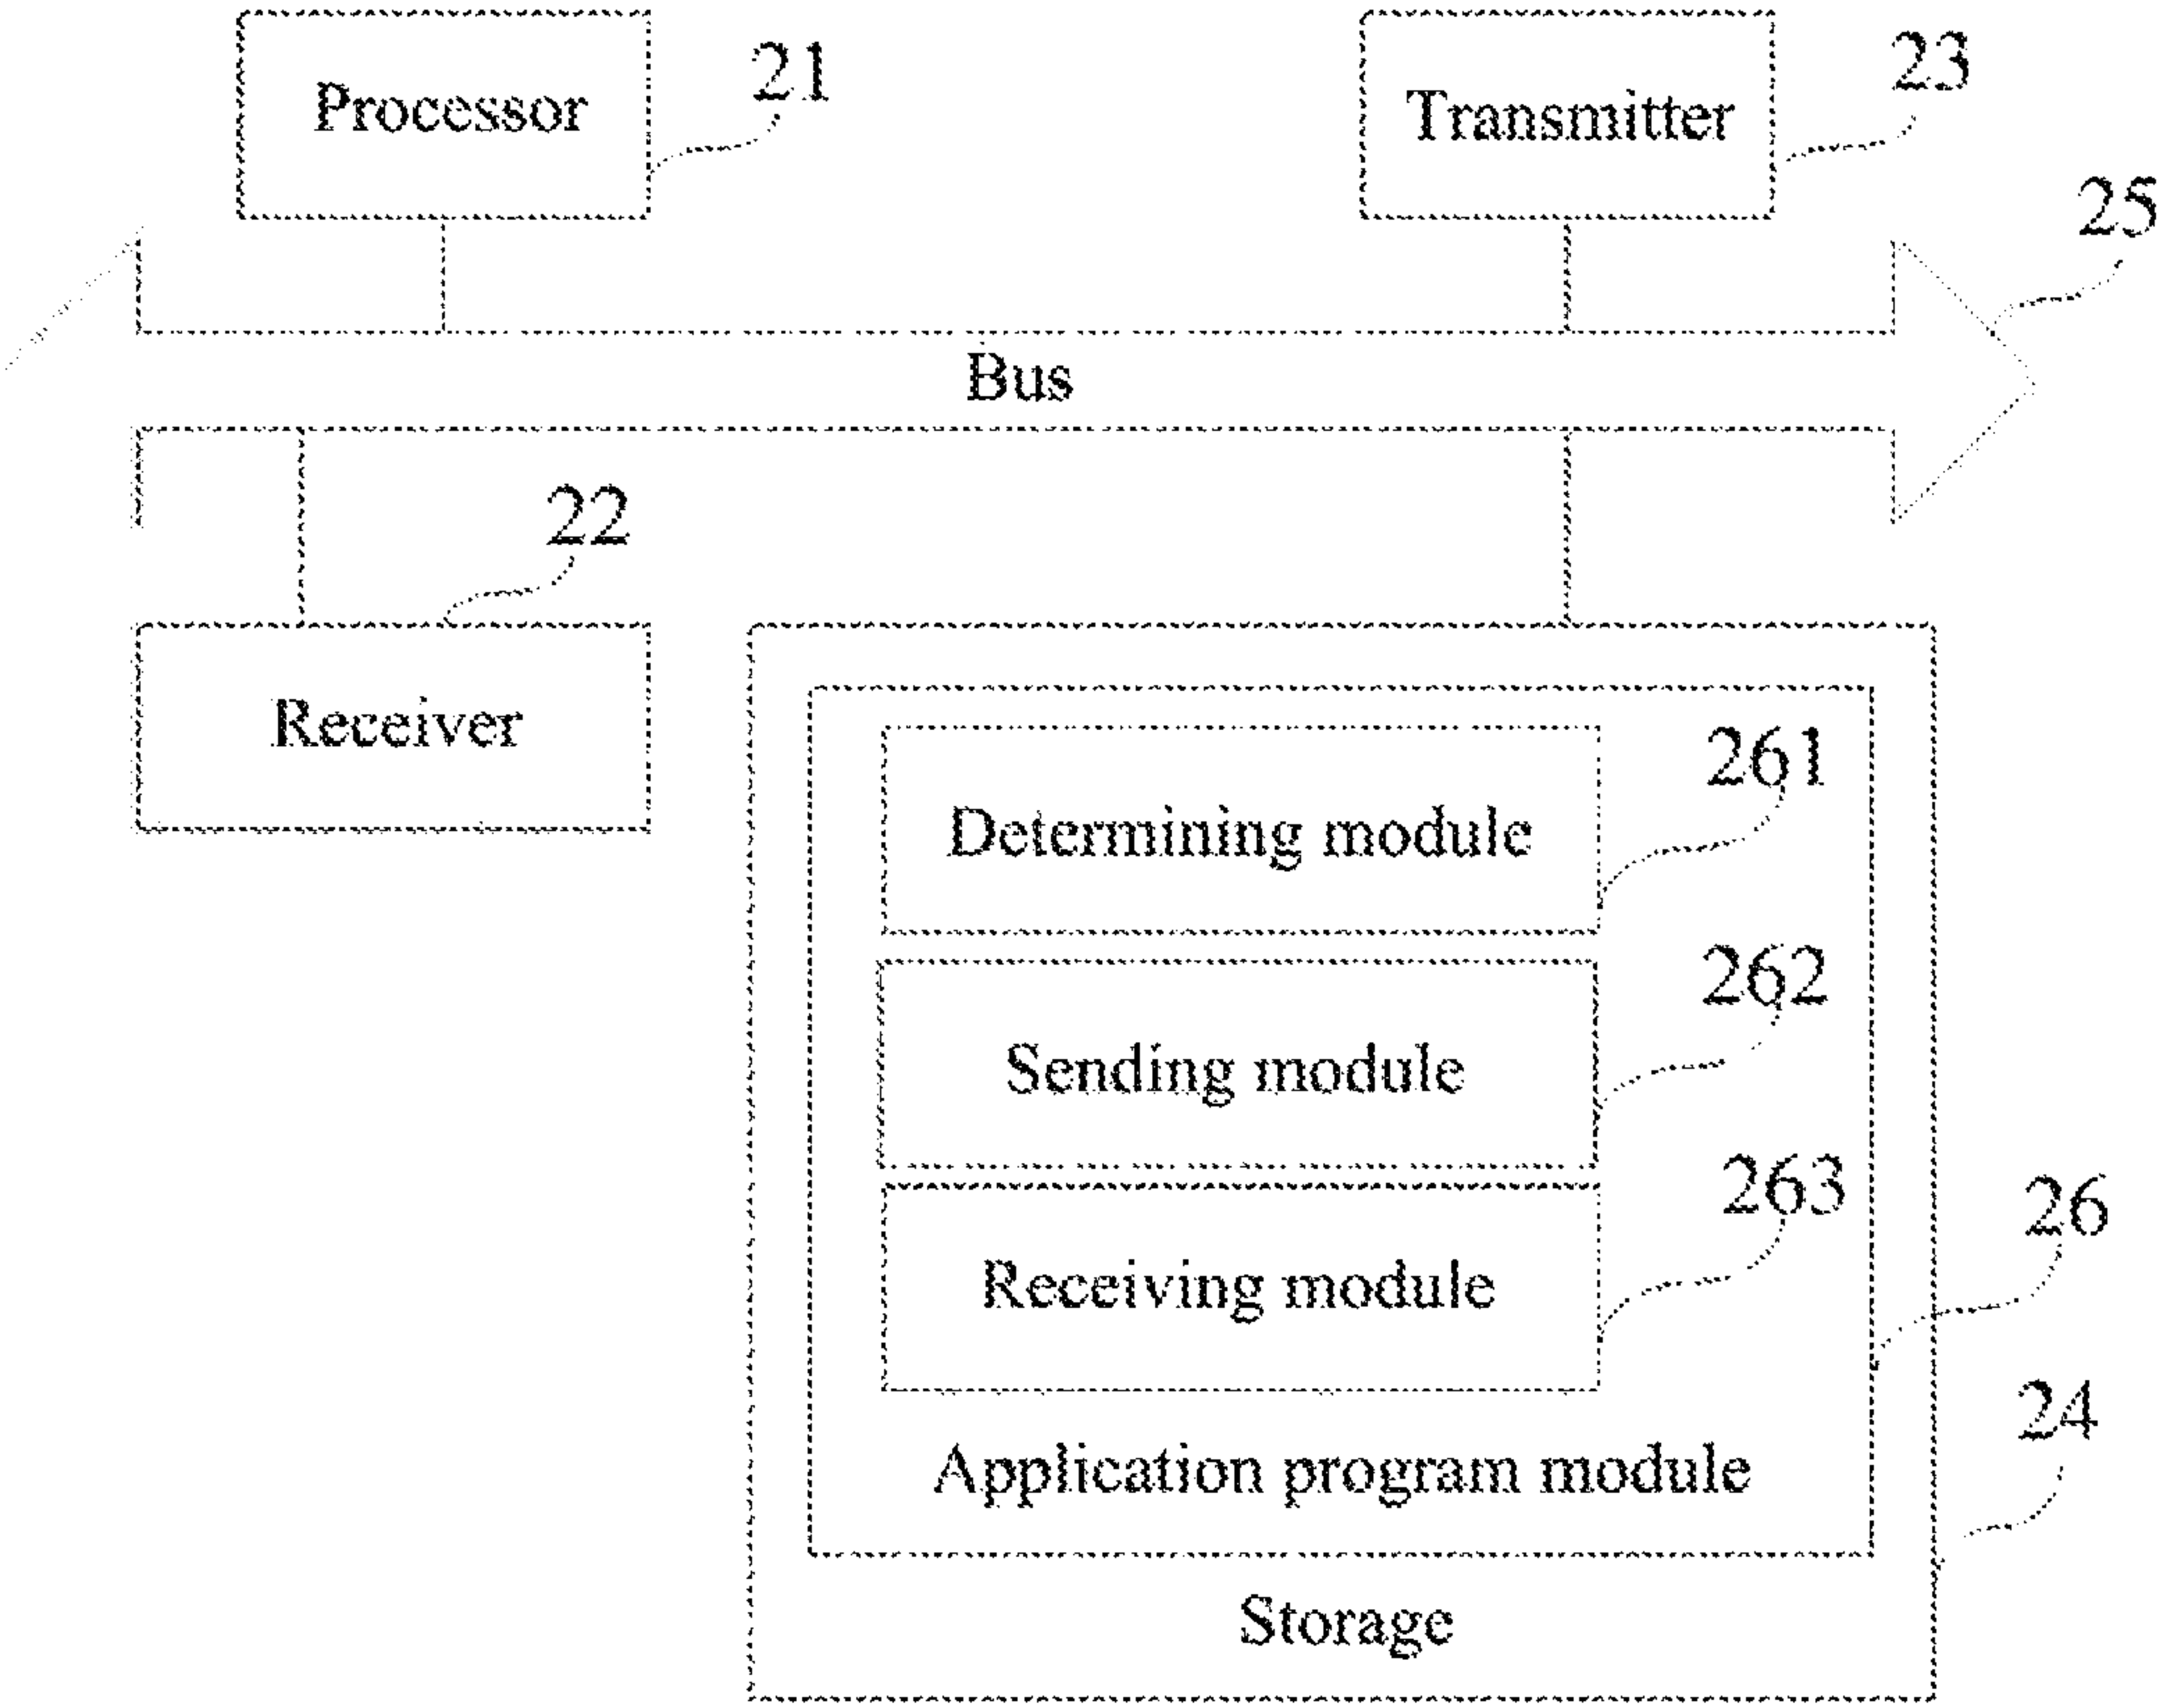 Processor
21
Transmitter
23
25
Bus
22
Receiver
261
Determining module
262
Sending module
263
Receiving module
26
24
Application program module
Storage